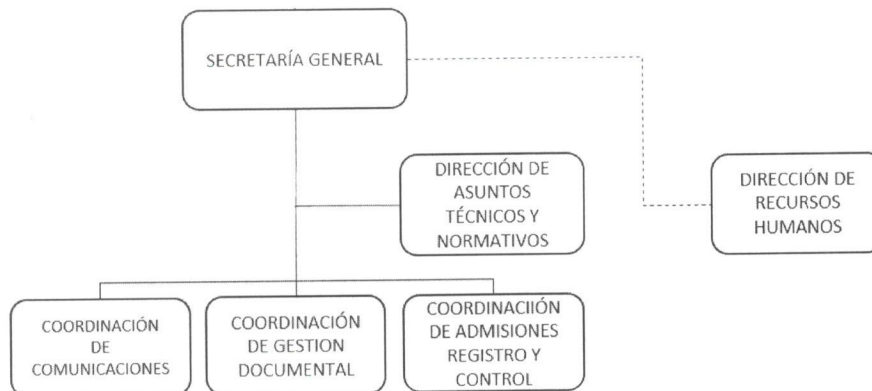 SECRETARÍA GENERAL
DIRECCIÓN DE
ASUNTOS
TÉCNICOS Y
NORMATIVOS
DIRECCIÓN DE
RECURSOS
HUMANOS
COORDINACIÓN
DE
COMUNICACIONES
COORDINACIÓN
DE GESTION
DOCUMENTAL
COORDINACIIÓN
DE ADMISIONES
REGISTRO Y
CONTROL